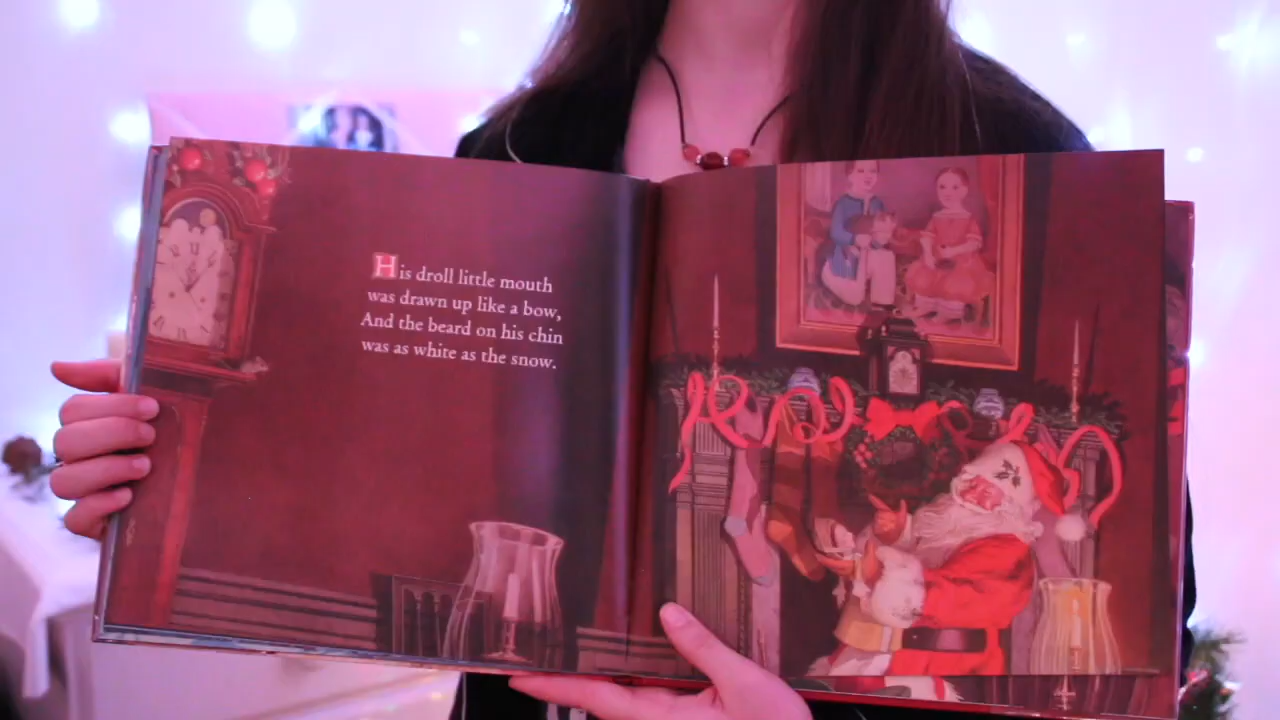 His droll little mouth
was drawn up like a bow,
And the beard on his chin
was as white as the snow.